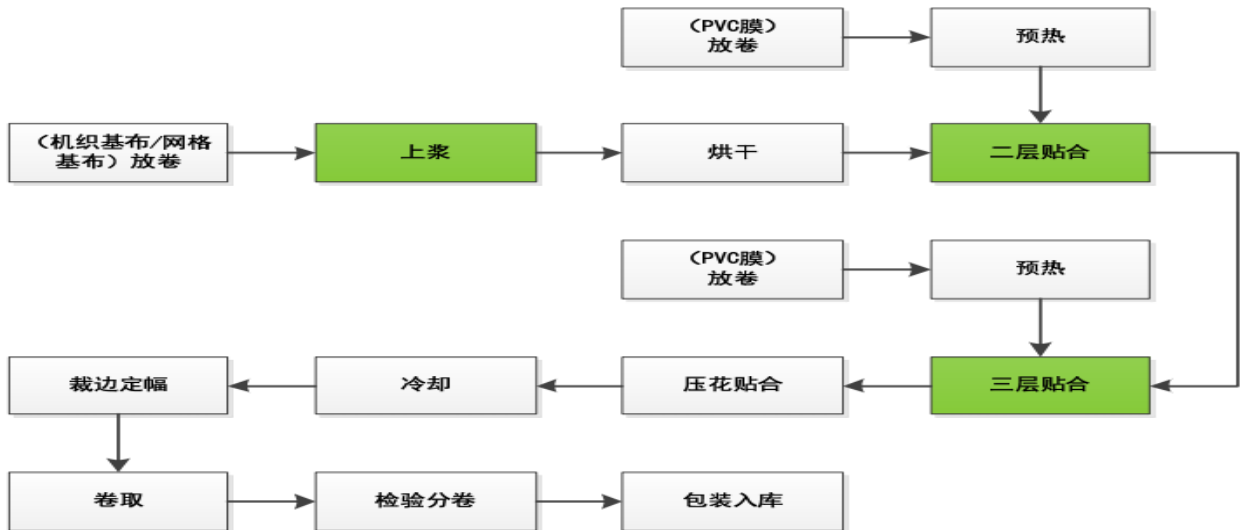 （PVC膜）
放卷
预热
（机织基布/网格
基布）放卷
上浆
烘干
二层贴合
（PVC膜）
放卷
预热
裁边定幅
冷却
压花贴合
三层贴合
卷取
检验分卷
包装入库